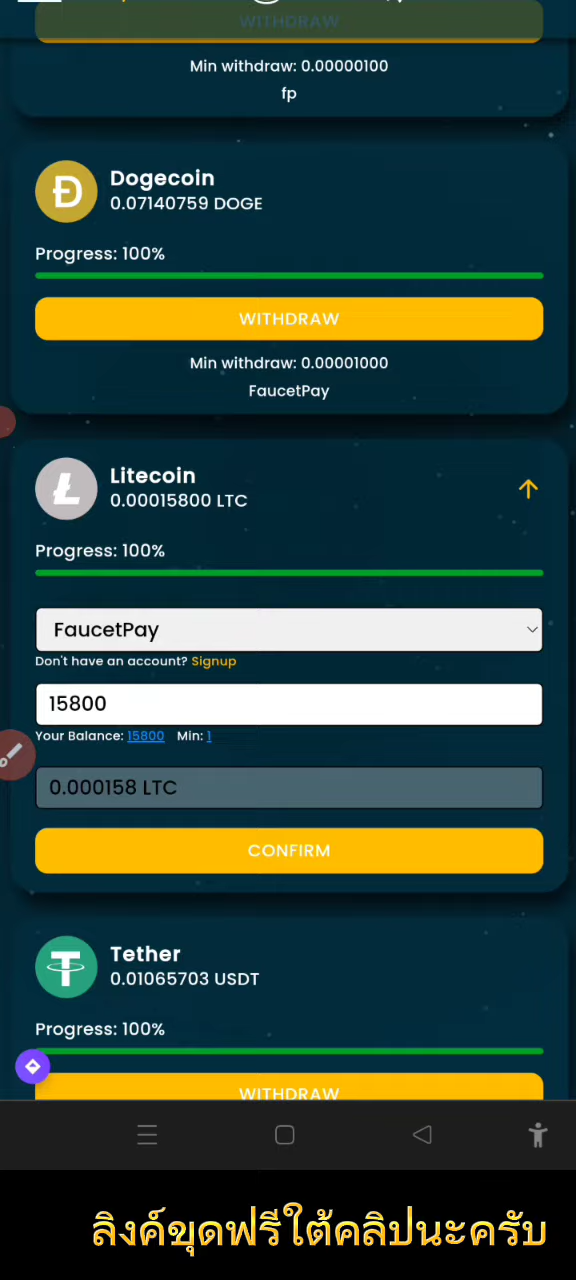 WITHDRAW
Min withdraw: 0.00000100
fp
Dogecoin
0.07140759 DOGE
Progress: 100%
WITHDRAW
Min withdraw: 0.00001000
FaucetPay
Litecoin
0.00015800 LTC
Progress: 100%
FaucetPay
Don't have an account? Signup
15800
Your Balance: 15800 Min: 1
0.000158 LTC
CONFIRM
Tether
0.01065703 USDT
Progress: 100%
WITHDRAW
ลิงค์ขุดฟรีใต้คลิปนะครับ